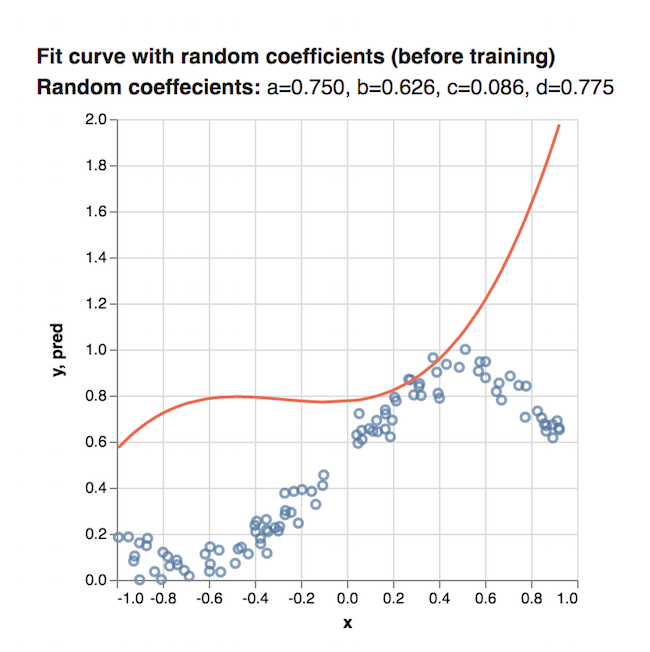 Fit curve with random coefficients (before training)
Random coeffecients: a=0.750, b=0.626, c=0.086, d=0.775
2.0
1.8
1.6
1.4
1.2
1.0
0.8
0.6
0.4
0.2
0.0
y, pred
-1.0 -0.8 -0.6 -0.4 -0.2 0.0 0.2 0.4 0.6 0.8 1.0
x